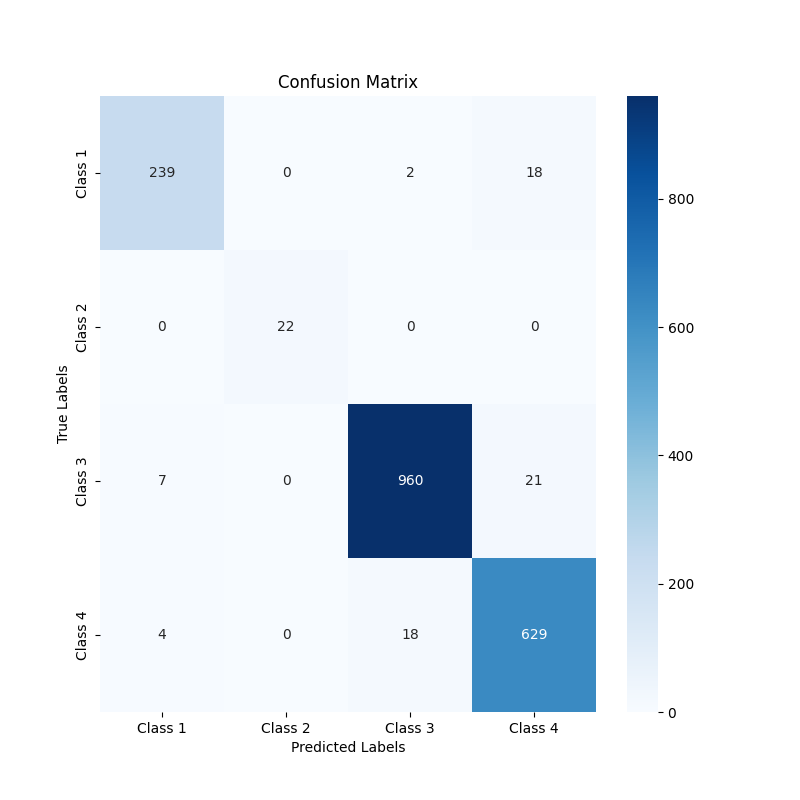 Confusion Matrix
True Labels
Class 1
239 0 2 18
Class 2
0 22 0 0
Class 3
7 0 960 21
Class 4
4 0 18 629
Class 1 Class 2 Class 3 Class 4
Predicted Labels
800
600
400
200
0